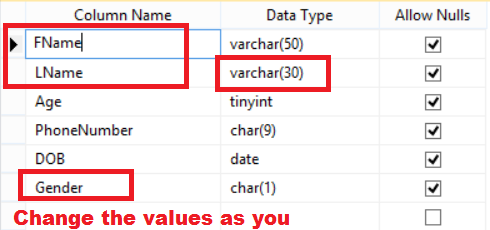 Column Name Data Type Allow Nulls
FName varchar(50)
LName varchar(30)
Age tinyint
PhoneNumber char(9)
DOB date
Gender char(1)
Change the values as you